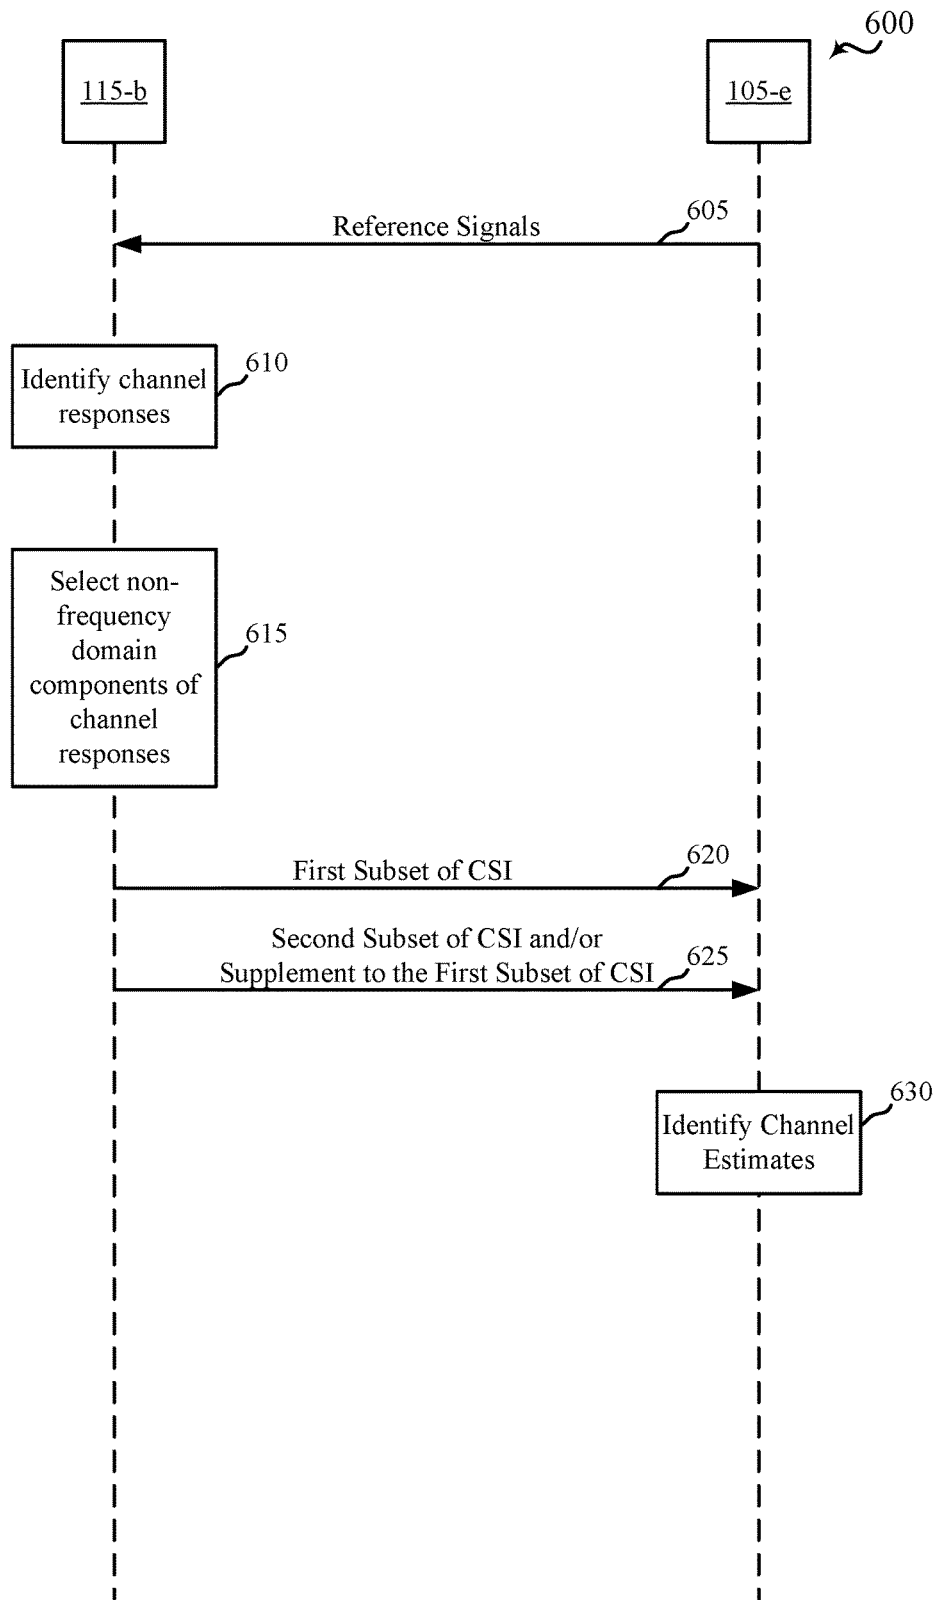 600
115-b
105-e
Reference Signals
605
Identify channel
responses
610
Select non-
frequency
domain
components of
channel
responses
615
First Subset of CSI
620
Second Subset of CSI and/or
Supplement to the First Subset of CSI
625
Identify Channel
Estimates
630